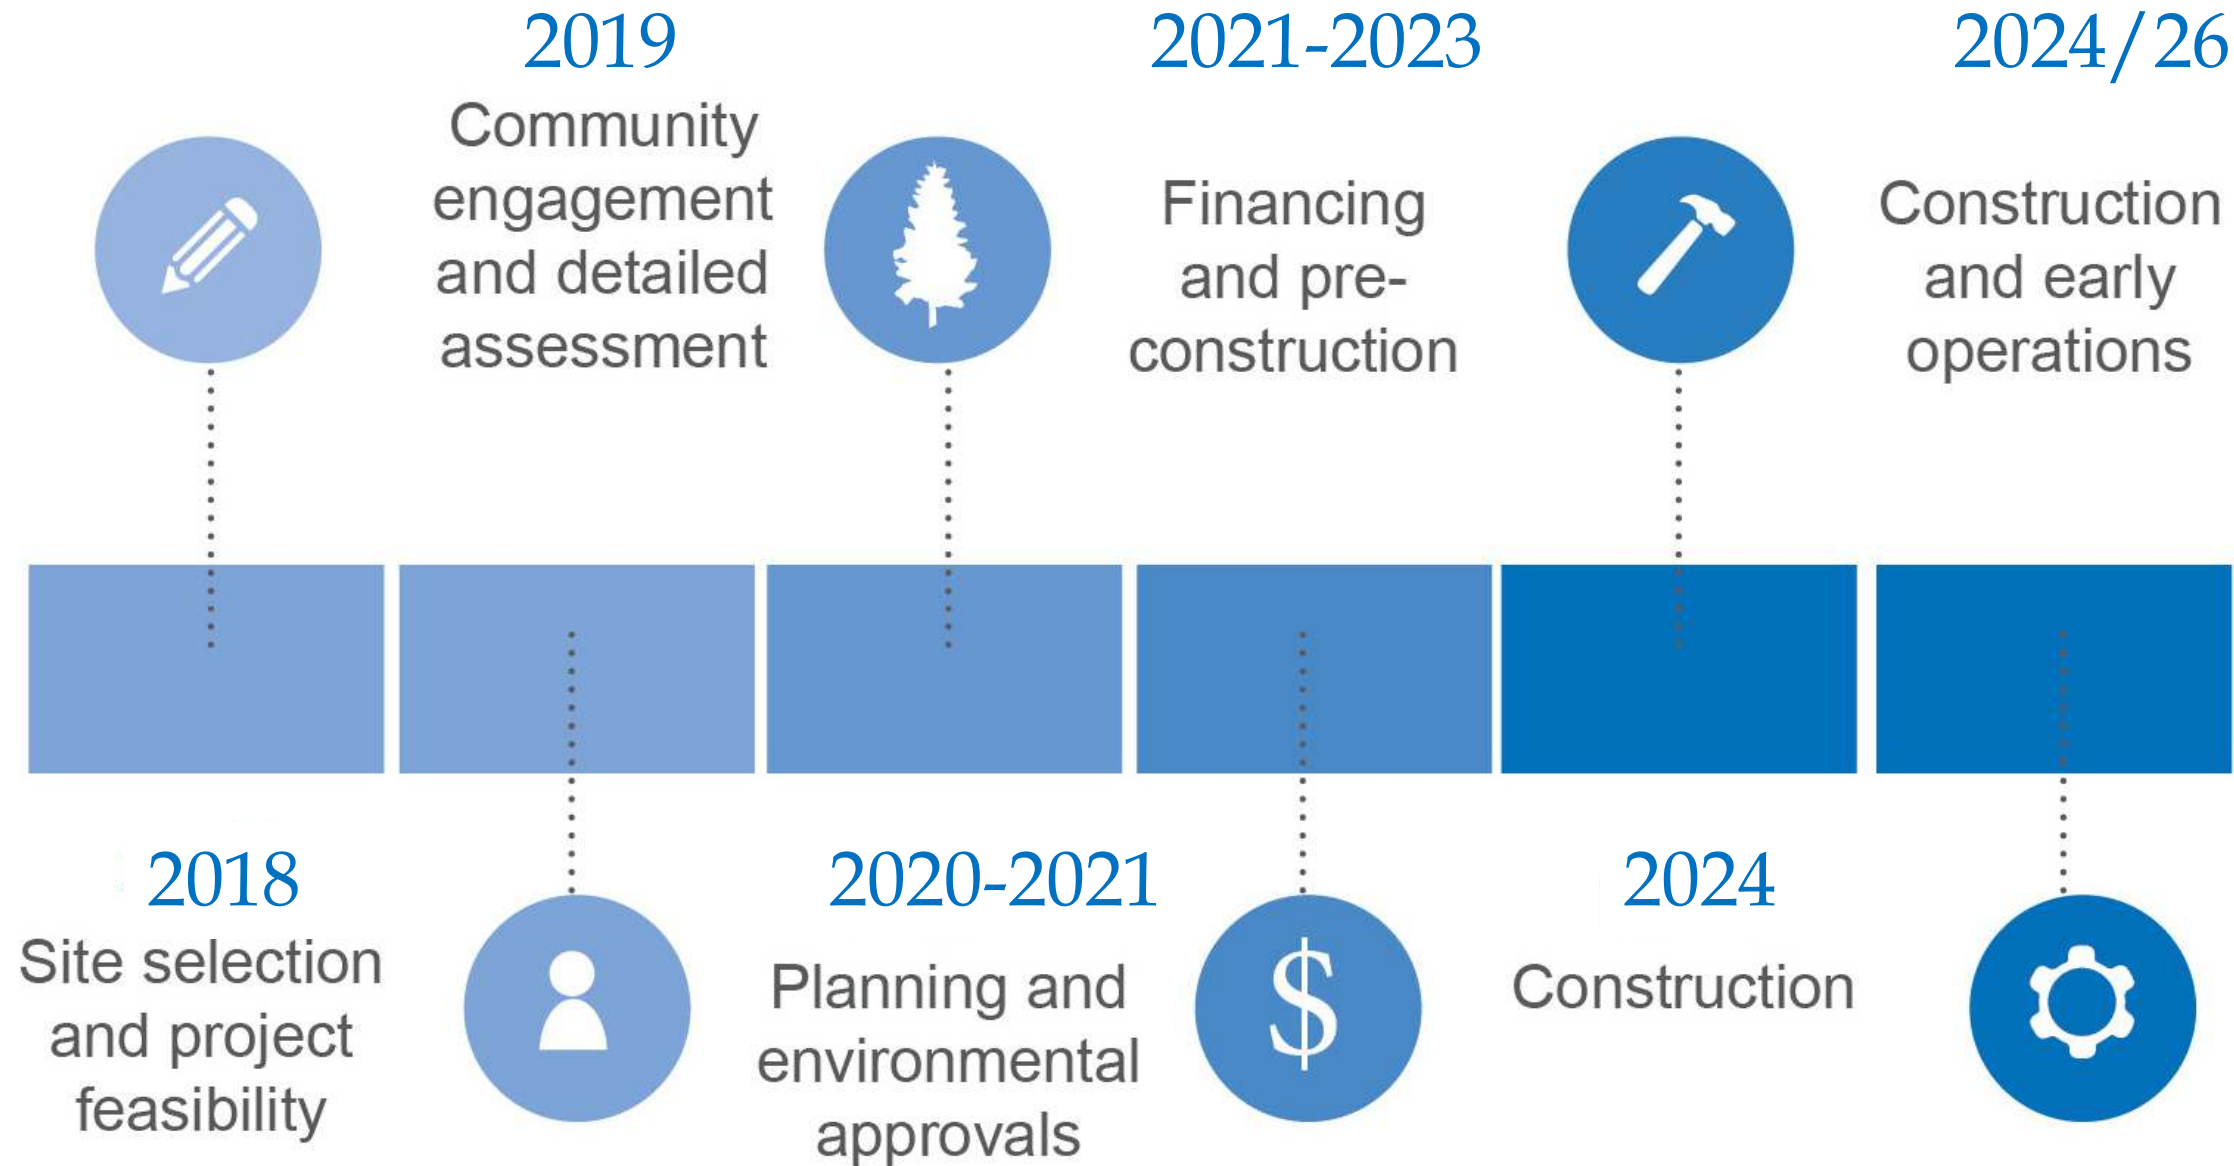 2018
Site selection
and project
feasibility
2019
Community
engagement
and detailed
assessment
2020-2021
Planning and
environmental
approvals
2021-2023
Financing
and pre-
construction
$
2024
Construction
2024/26
Construction
and early
operations